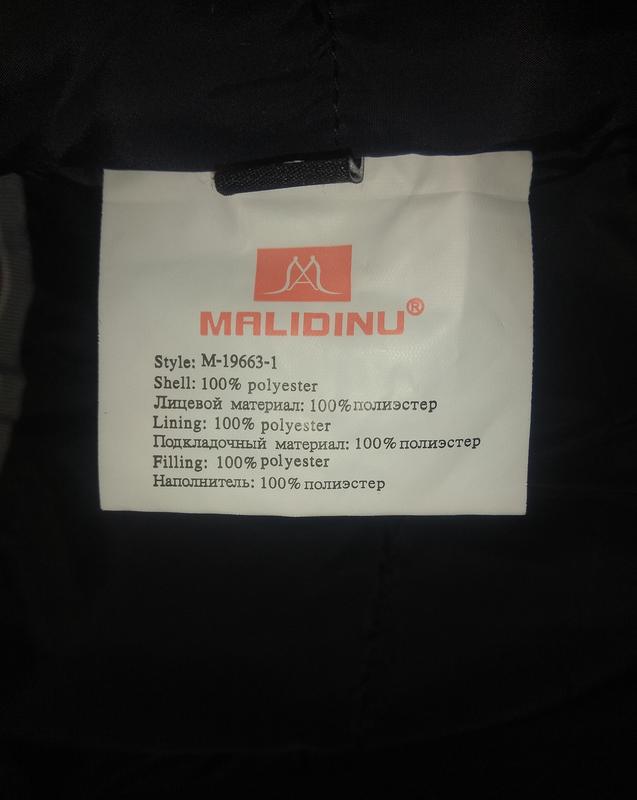 MALIDINU®
Style: M-19663-1
Shell: 100% polyester
Лицевой материал: 100% полиэстер
Lining: 100% polyester
Подкладочный материал: 100% полиэстер
Filling: 100% polyester
Наполнитель: 100% полиэстер